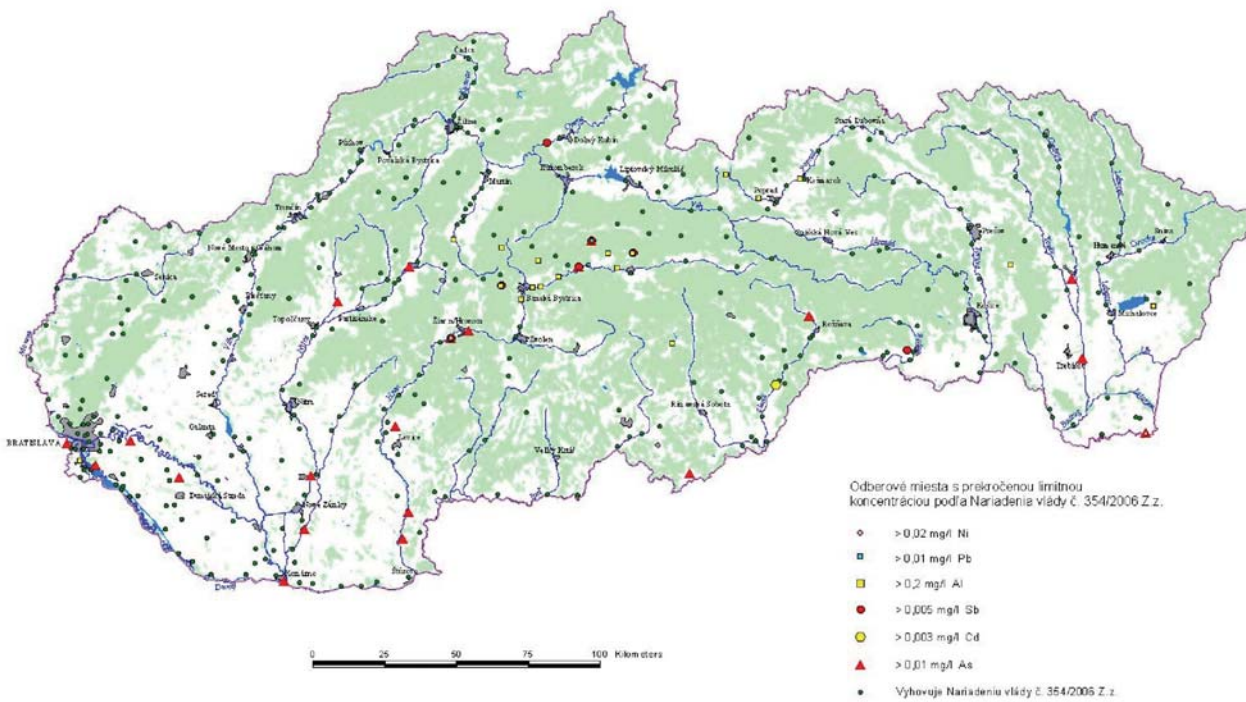 Čadca
Žilina
Dolný Kubín
Stará Ľubovňa
Púchov
Považská Bystrica
Martin
Ružomberok
Liptovský Mikuláš
Poprad
Kežmarok
Trenčín
Váh
Spišská Nová Ves
Hornád
Prešov
Humenné
Snina
Nové Mesto n.Váhom
Senica
Piešťany
Topoľčany
Partizánske
Banská Bystrica
Žiar n/Hronom
Zvolen
Košice
Michalovce
Rožňava
Trebišov
Sereď
Nitra
Galanta
Levice
Rimavská Sobota
BRATISLAVA
Veľký Krtíš
Dunajská Streda
Nové Zámky
Komárno
Štúrovo
Dunaj
Odberové miesta s prekročenou limitnou
koncentráciou podľa Nariadenia vlády č. 354/2006 Z.z.
> 0,02 mg/l Ni
> 0,01 mg/l Pb
> 0,2 mg/l Al
> 0,005 mg/l Sb
> 0,003 mg/l Cd
> 0,01 mg/l As
Vyhovuje Nariadeniu vlády č. 354/2006 Z.z.
0 25 50 75 100 Kilometers